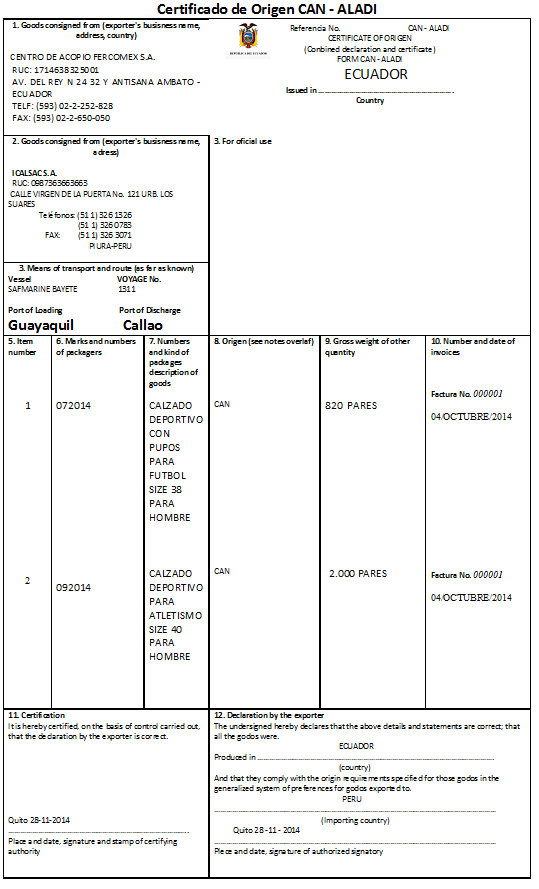 Certificado de Origen CAN - ALADI
1. Goods consigned from (exporter's business name,
address, country)
CENTRO DE ACOPIO FERCOMEX S.A.
RUC: 1714638325001
AV. DEL REY N 24 32 Y ANTISANA AMBATO -
ECUADOR
TELF: (593) 02-2-252-828
FAX: (593) 02-2-650-050
REPÚBLICA DEL ECUADOR
Referencia No. CAN - ALADI
CERTIFICATE OF ORIGEN
(Conbined declaration and certificate)
FORM CAN - ALADI
ECUADOR
Issued in
Country
2. Goods consigned from (exporter's business name,
adress)
ICALSAC S.A.
RUC: 0987363663663
CALLE VIRGEN DE LA PUERTA No. 121 URB. LOS
SUARES
Teléfonos: (51 1) 326 1326
(51 1) 326 0783
FAX: (51 1) 326 3071
PIURA-PERU
3. For oficial use
3. Means of transport and route (as far as known)
Vessel VOYAGE No.
SAFMARINE BAYETE 1311
Port of Loading Port of Discharge
Guayaquil Callao
5. Item
number
6. Marks and numbers
of packagers
7. Numbers
and kind of
packages
description of
goods
8. Origen (see notes overlaf)
9. Gross weight of other
quantity
10. Number and date of
invoices
1
072014
CALZADO
DEPORTIVO
CON
PUPOS
PARA
FUTBOL
SIZE 38
PARA
HOMBRE
CAN
820 PARES
Factura No. 000001
04/OCTUBRE/2014
2
092014
CALZADO
DEPORTIVO
PARA
ATLETISMO
SIZE 40
PARA
HOMBRE
CAN
2.000 PARES
Factura No. 000001
04/OCTUBRE/2014
11. Certification
It is hereby certified, on the basis of control carried out,
that the declaration by the exporter is correct.
Quito 28-11-2014
Place and date, signature and stamp of certifying
authority
12. Declaration by the exporter
The undersigned hereby declares that the above details and statements are correct; that
all the godos were.
ECUADOR
Produced in
(country)
And that they comply with the origin requirements specified for those godos in the
generalized system of preferences for godos exported to.
PERU
(Importing country)
Quito 28 - 11 - 2014
Plece and date, signature of authorized signatory